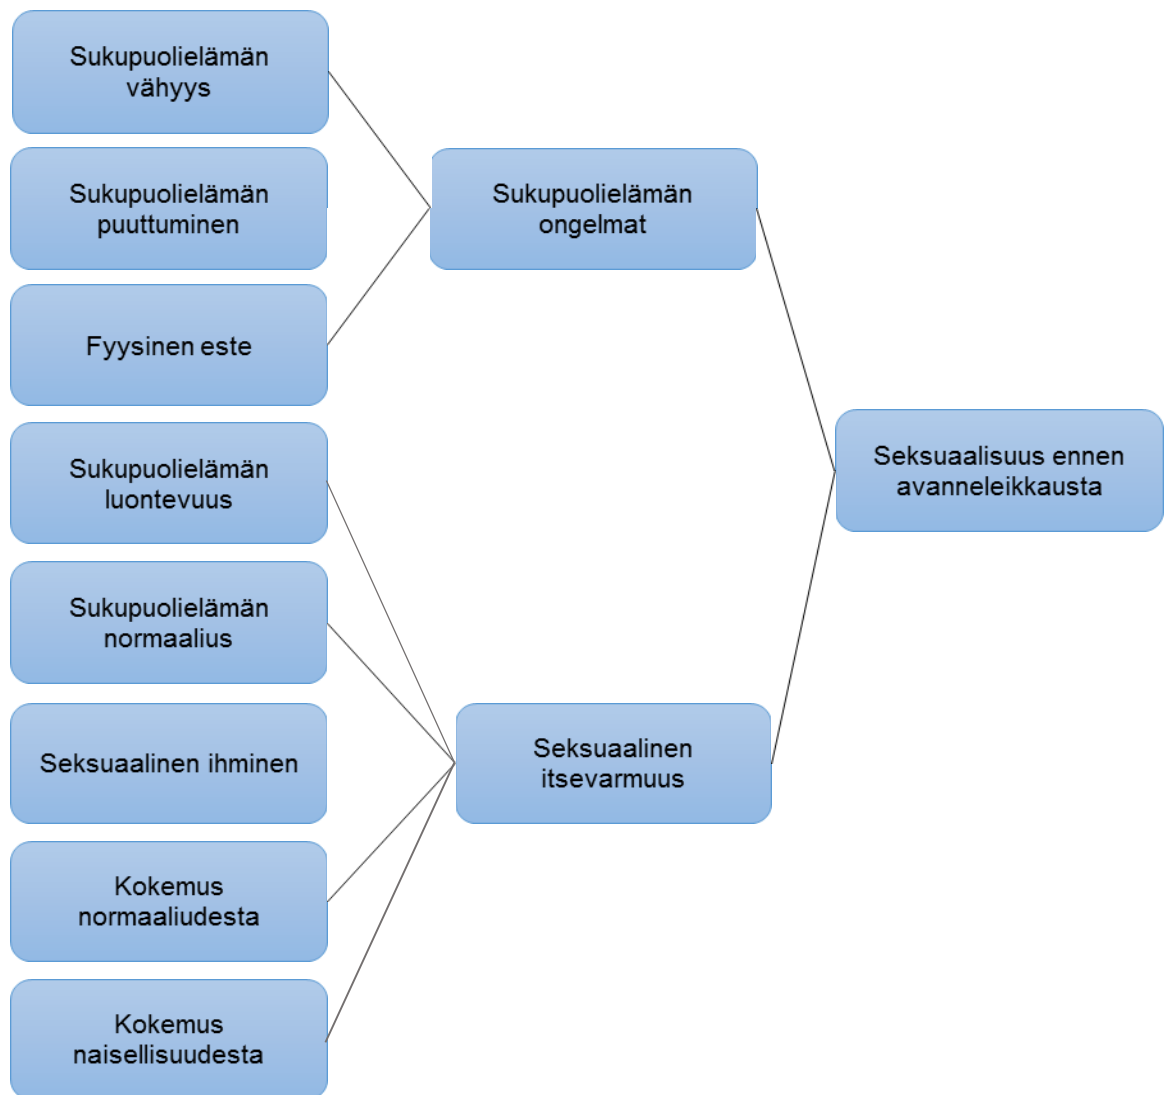 Sukupuolielämän
vähyys
Sukupuolielämän
puuttuminen
Fyysinen este
Sukupuolielämän
luontevuus
Sukupuolielämän
normaalius
Seksuaalinen ihminen
Kokemus
normaaliudesta
Kokemus
naisellisuudesta
Sukupuolielämän
ongelmat
Seksuaalinen
itsevarmuus
Seksuaalisuus ennen
avanneleikkausta